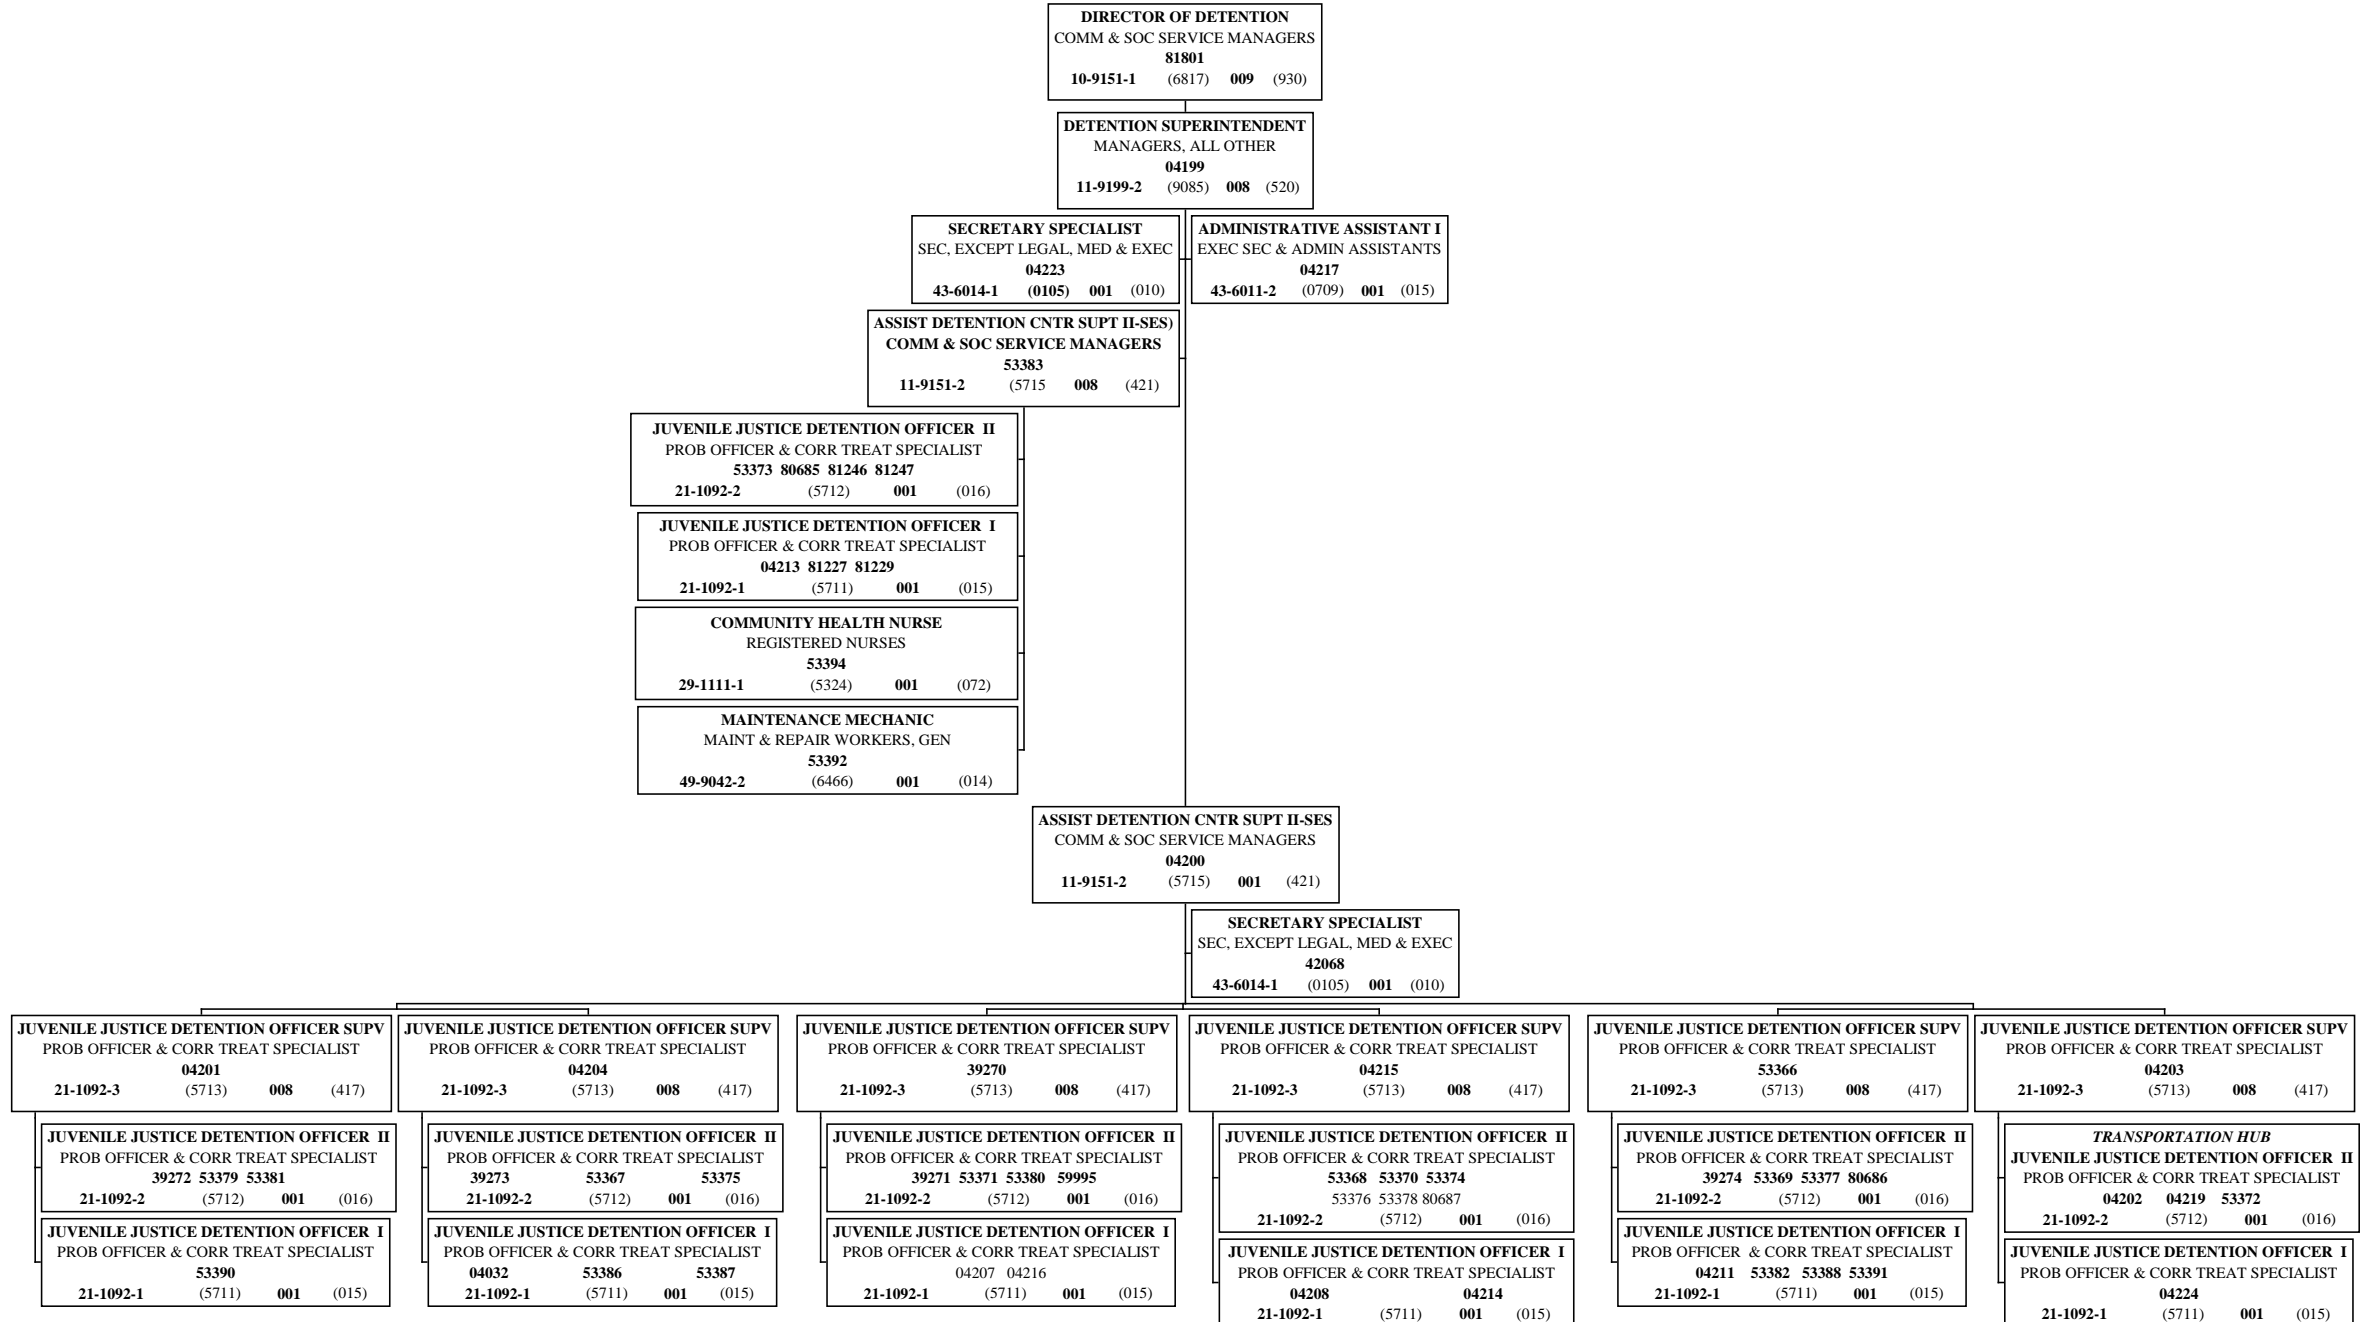 DIRECTOR OF DETENTION
COMM & SOC SERVICE MANAGERS
81801
10-9151-1 (6817) 009 (930)
DETENTION SUPERINTENDENT
MANAGERS, ALL OTHER
04199
11-9199-2 (9085) 008 (520)
SECRETARY SPECIALIST
SEC, EXCEPT LEGAL, MED & EXEC
04223
43-6014-1 (0105) 001 (010)
ADMINISTRATIVE ASSISTANT I
EXEC SEC & ADMIN ASSISTANTS
04217
43-6011-2 (0709) 001 (015)
ASSIST DETENTION CNTR SUPT II-SES)
COMM & SOC SERVICE MANAGERS
53383
11-9151-2 (5715 008 (421)
JUVENILE JUSTICE DETENTION OFFICER II
PROB OFFICER & CORR TREAT SPECIALIST
53373 80685 81246 81247
21-1092-2 (5712) 001 (016)
JUVENILE JUSTICE DETENTION OFFICER I
PROB OFFICER & CORR TREAT SPECIALIST
04213 81227 81229
21-1092-1 (5711) 001 (015)
COMMUNITY HEALTH NURSE
REGISTERED NURSES
53394
29-1111-1 (5324) 001 (072)
MAINTENANCE MECHANIC
MAINT & REPAIR WORKERS, GEN
53392
49-9042-2 (6466) 001 (014)
ASSIST DETENTION CNTR SUPT II-SES
COMM & SOC SERVICE MANAGERS
04200
11-9151-2 (5715) 001 (421)
SECRETARY SPECIALIST
SEC, EXCEPT LEGAL, MED & EXEC
42068
43-6014-1 (0105) 001 (010)
JUVENILE JUSTICE DETENTION OFFICER SUPV
PROB OFFICER & CORR TREAT SPECIALIST
04201
21-1092-3 (5713) 008 (417)
JUVENILE JUSTICE DETENTION OFFICER II
PROB OFFICER & CORR TREAT SPECIALIST
39272 53379 53381
21-1092-2 (5712) 001 (016)
JUVENILE JUSTICE DETENTION OFFICER I
PROB OFFICER & CORR TREAT SPECIALIST
53390
21-1092-1 (5711) 001 (015)
JUVENILE JUSTICE DETENTION OFFICER SUPV
PROB OFFICER & CORR TREAT SPECIALIST
04204
21-1092-3 (5713) 008 (417)
JUVENILE JUSTICE DETENTION OFFICER II
PROB OFFICER & CORR TREAT SPECIALIST
39273 53367 53375
21-1092-2 (5712) 001 (016)
JUVENILE JUSTICE DETENTION OFFICER I
PROB OFFICER & CORR TREAT SPECIALIST
04032 53386 53387
21-1092-1 (5711) 001 (015)
JUVENILE JUSTICE DETENTION OFFICER SUPV
PROB OFFICER & CORR TREAT SPECIALIST
39270
21-1092-3 (5713) 008 (417)
JUVENILE JUSTICE DETENTION OFFICER II
PROB OFFICER & CORR TREAT SPECIALIST
39271 53371 53380 59995
21-1092-2 (5712) 001 (016)
JUVENILE JUSTICE DETENTION OFFICER I
PROB OFFICER & CORR TREAT SPECIALIST
04207 04216
21-1092-1 (5711) 001 (015)
JUVENILE JUSTICE DETENTION OFFICER SUPV
PROB OFFICER & CORR TREAT SPECIALIST
04215
21-1092-3 (5713) 008 (417)
JUVENILE JUSTICE DETENTION OFFICER II
PROB OFFICER & CORR TREAT SPECIALIST
53368 53370 53374
53376 53378 80687
21-1092-2 (5712) 001 (016)
JUVENILE JUSTICE DETENTION OFFICER I
PROB OFFICER & CORR TREAT SPECIALIST
04208 04214
21-1092-1 (5711) 001 (015)
JUVENILE JUSTICE DETENTION OFFICER SUPV
PROB OFFICER & CORR TREAT SPECIALIST
53366
21-1092-3 (5713) 008 (417)
JUVENILE JUSTICE DETENTION OFFICER II
PROB OFFICER & CORR TREAT SPECIALIST
39274 53369 53377 80686
21-1092-2 (5712) 001 (016)
JUVENILE JUSTICE DETENTION OFFICER I
PROB OFFICER & CORR TREAT SPECIALIST
04211 53382 53388 53391
21-1092-1 (5711) 001 (015)
JUVENILE JUSTICE DETENTION OFFICER SUPV
PROB OFFICER & CORR TREAT SPECIALIST
04203
21-1092-3 (5713) 008 (417)
TRANSPORTATION HUB
JUVENILE JUSTICE DETENTION OFFICER II
PROB OFFICER & CORR TREAT SPECIALIST
04202 04219 53372
21-1092-2 (5712) 001 (016)
JUVENILE JUSTICE DETENTION OFFICER I
PROB OFFICER & CORR TREAT SPECIALIST
04224
21-1092-1 (5711) 001 (015)